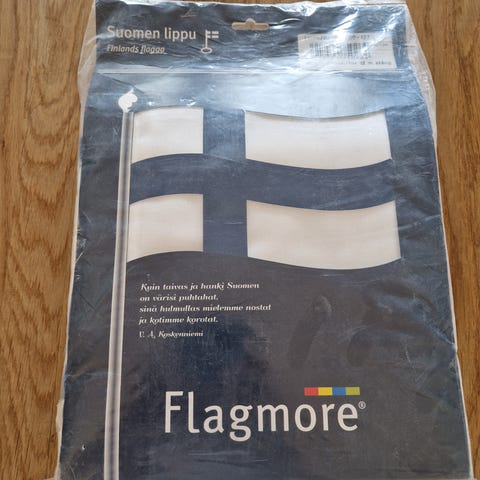 Suomen lippu
Finlands flagga
Kuin taivas ja hanki Suomen
on värisi puhtahat,
sinä hulmullas mielemme nostat
ja kotimme korotat.
V. A. Koskenniemi
Flagmore®